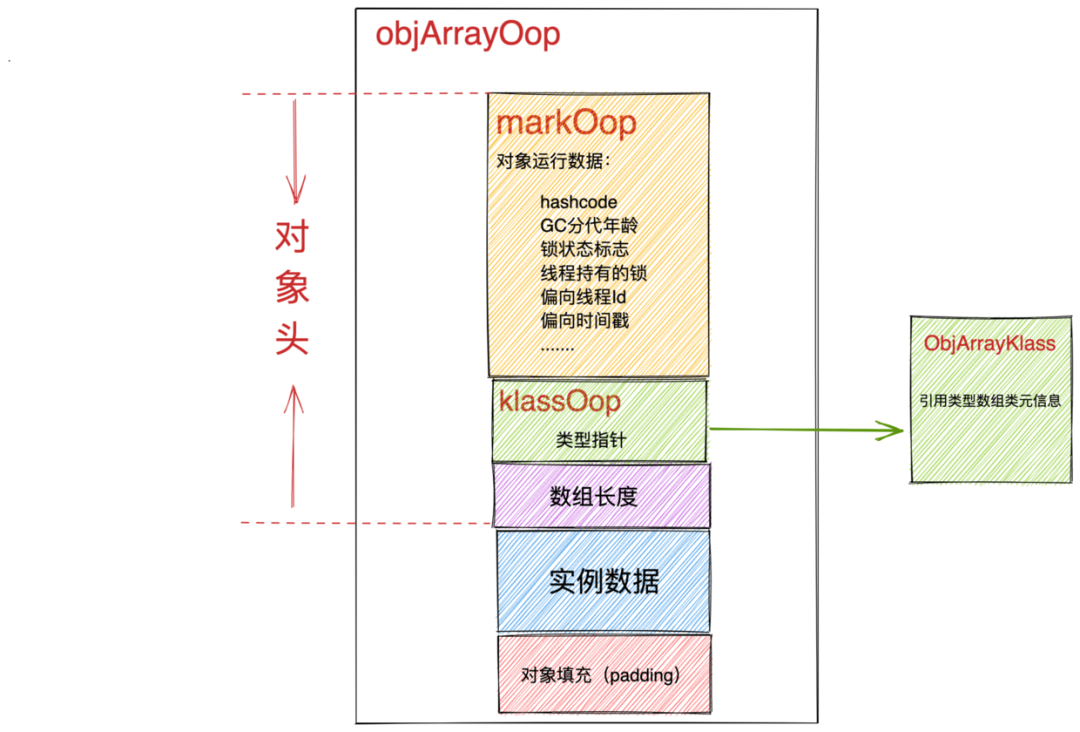 objArrayOop
markOop
对象运行数据:
hashcode
GC分代年龄
锁状态标志
线程持有的锁
偏向线程Id
偏向时间戳
.......
对
象
头
klassOop
类型指针
ObjArrayKlass
引用类型数组类元信息
数组长度
实例数据
对象填充（padding）